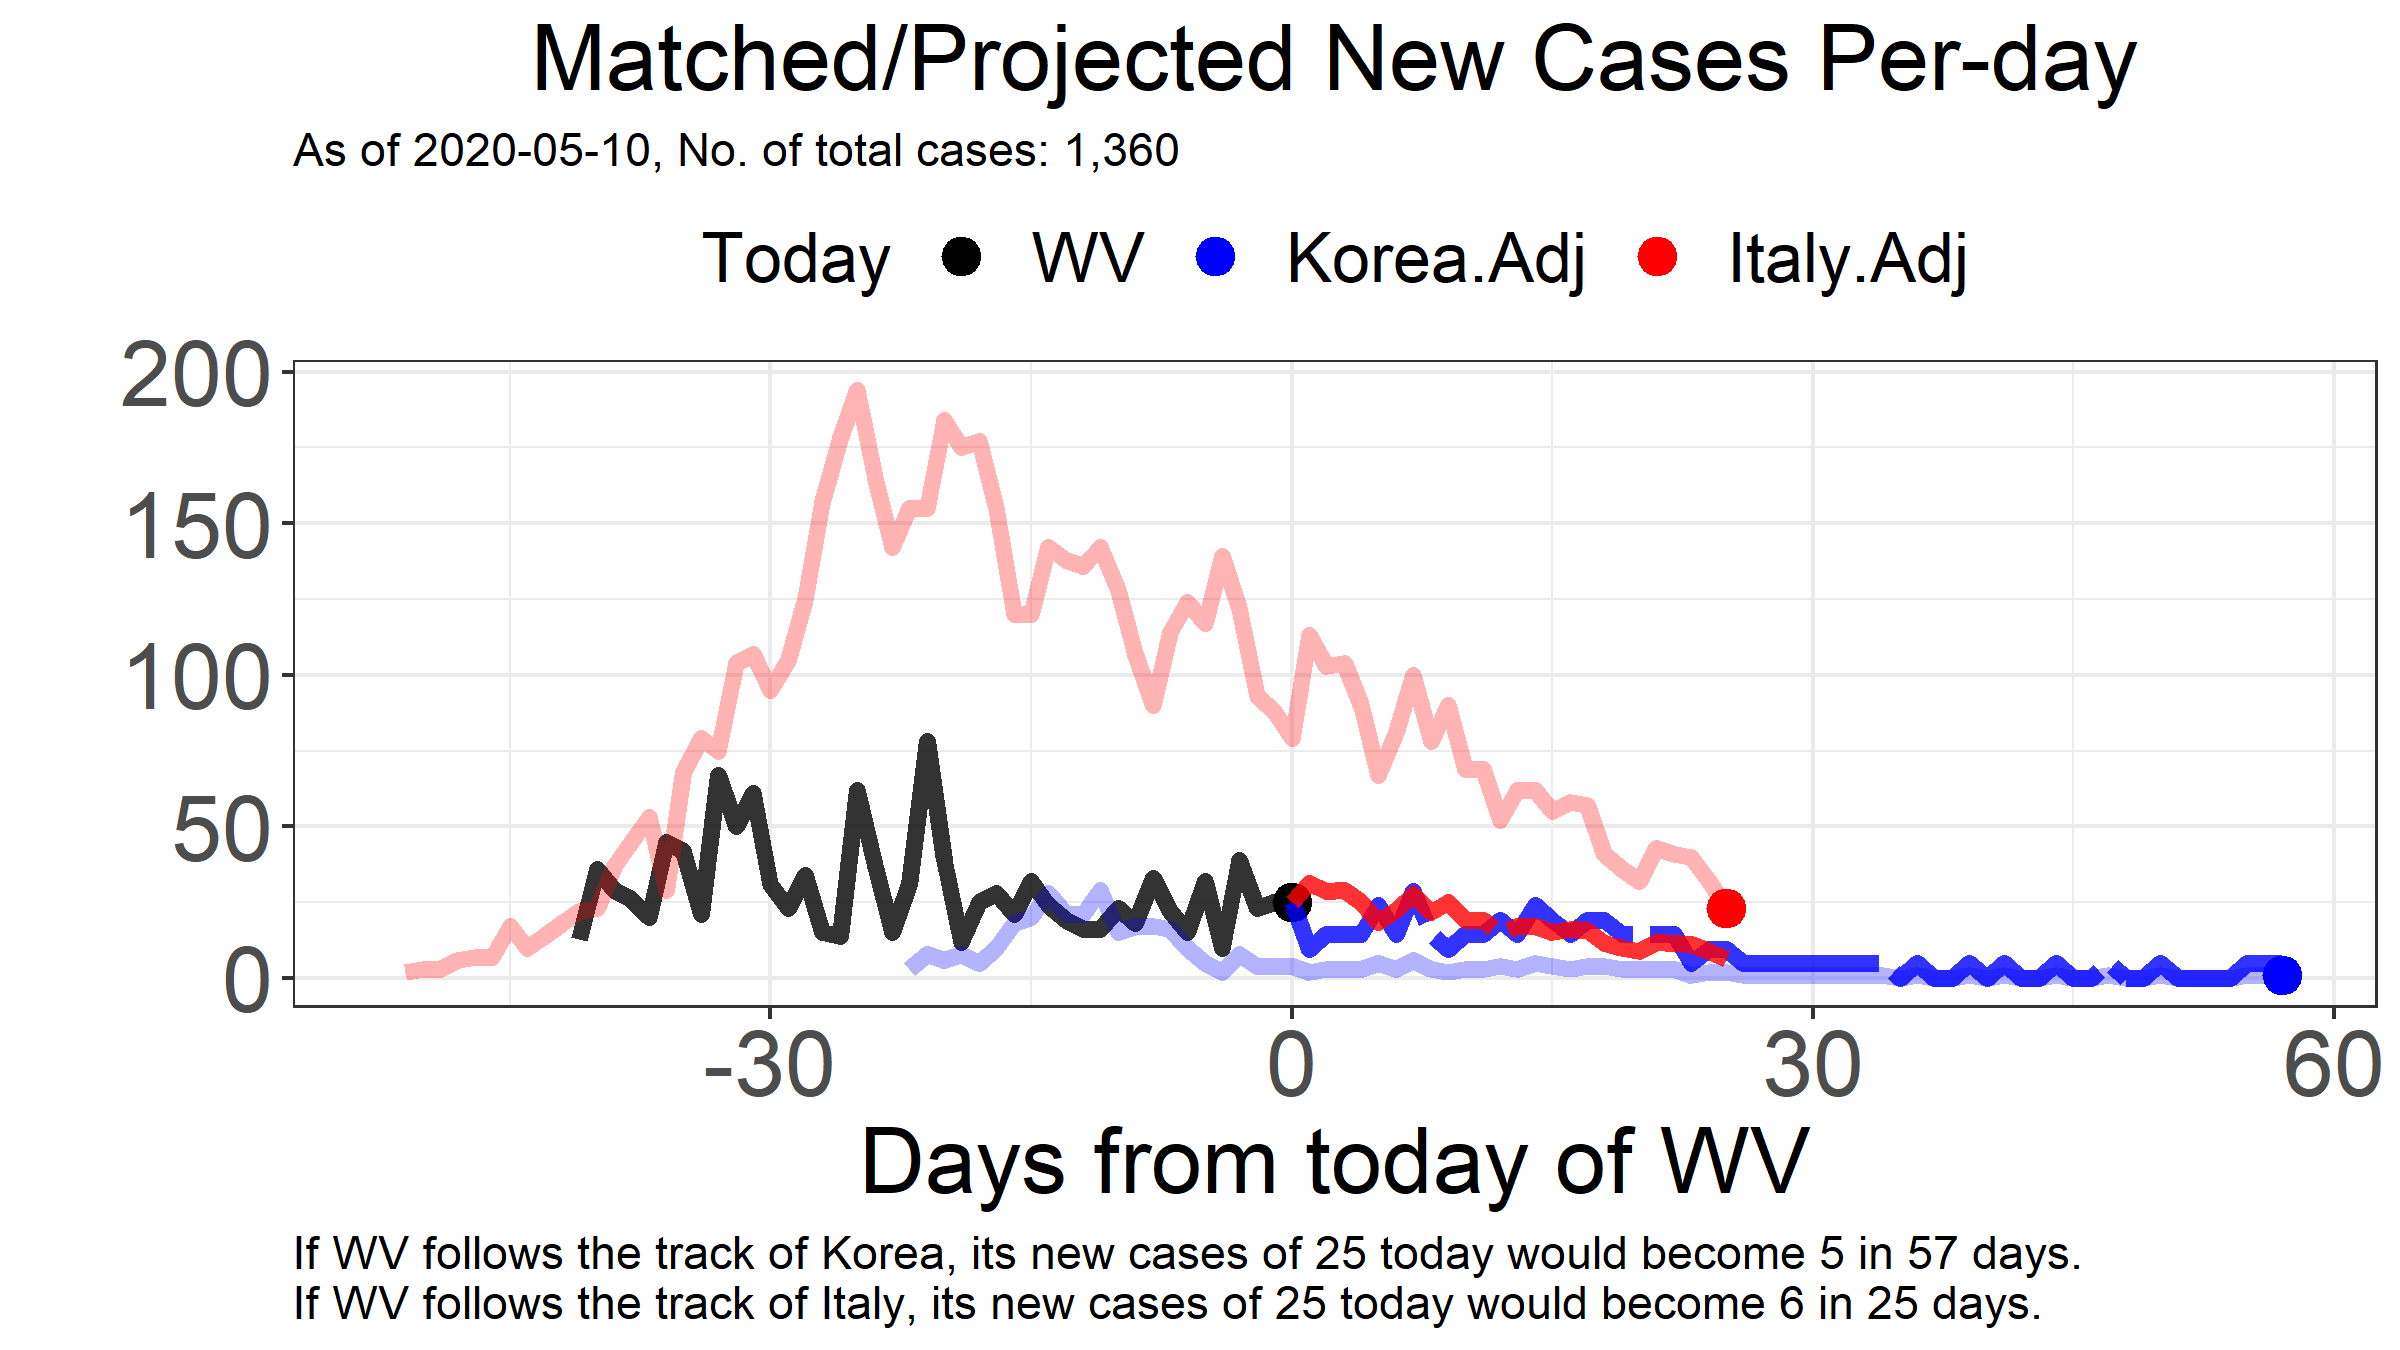 Matched/Projected New Cases Per-day
As of 2020-05-10, No. of total cases: 1,360
Today WV Korea.Adj Italy.Adj
200
150
100
50
0
-30 0 30 60
Days from today of WV
If WV follows the track of Korea, its new cases of 25 today would become 5 in 57 days.
If WV follows the track of Italy, its new cases of 25 today would become 6 in 25 days.